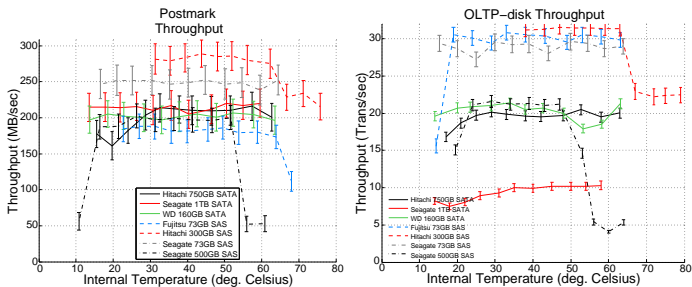 Postmark
Throughput
Throughput (MB/sec)
300
250
200
150
100
50
0
0 10 20 30 40 50 60 70 80
Internal Temperature (deg. Celsius)
Hitachi 750GB SATA
Seagate 1TB SATA
WD 160GB SATA
Fujitsu 73GB SAS
Hitachi 300GB SAS
Seagate 73GB SAS
Seagate 500GB SAS
OLTP−disk Throughput
Throughput (Trans/sec)
30
20
10
0
0 10 20 30 40 50 60 70 80
Internal Temperature (deg. Celsius)
Hitachi 750GB SATA
Seagate 1TB SATA
WD 160GB SATA
Fujitsu 73GB SAS
Hitachi 300GB SAS
Seagate 73GB SAS
Seagate 500GB SAS